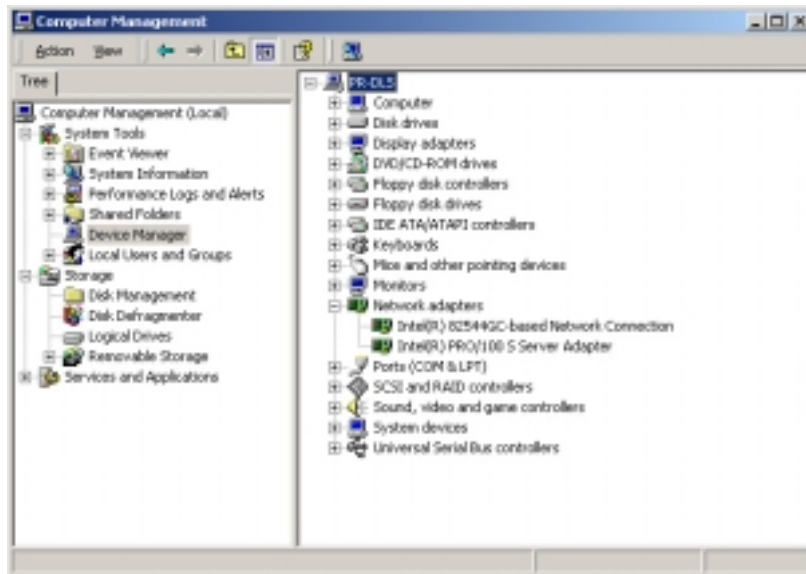 Computer Management
Action View
Tree
Computer Management (Local)
System Tools
Event Viewer
System Information
Performance Logs and Alerts
Shared Folders
Device Manager
Local Users and Groups
Storage
Disk Management
Disk Defragmenter
Logical Drives
Removable Storage
Services and Applications
PR-DLS
Computer
Disk drives
Display adapters
DVD/CD-ROM drives
Floppy disk controllers
Floppy disk drives
IDE ATA/ATAPI controllers
Keyboards
Mice and other pointing devices
Monitors
Network adapters
Intel(R) 82544GC-based Network Connection
Intel(R) PRO/100 S Server Adapter
Ports (COM & LPT)
SCSI and RAID controllers
Sound, video and game controllers
System devices
Universal Serial Bus controllers